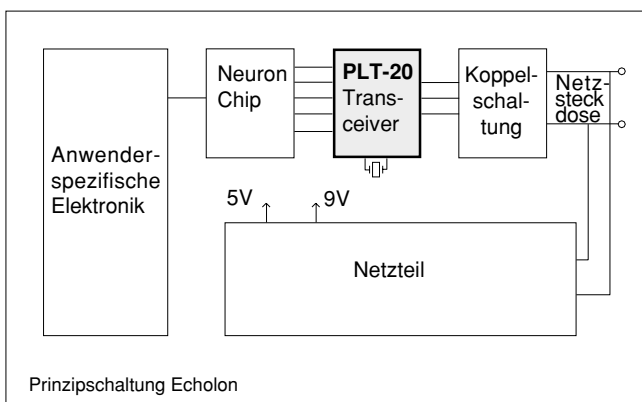 Neuron
Chip
PLT-20
Trans-
ceiver
Koppel-
schal-
tung
Netz-
steck
dose
Anwender-
spezifische
Elektronik
5V
9V
Netzteil
Prinzipschaltung Echolon